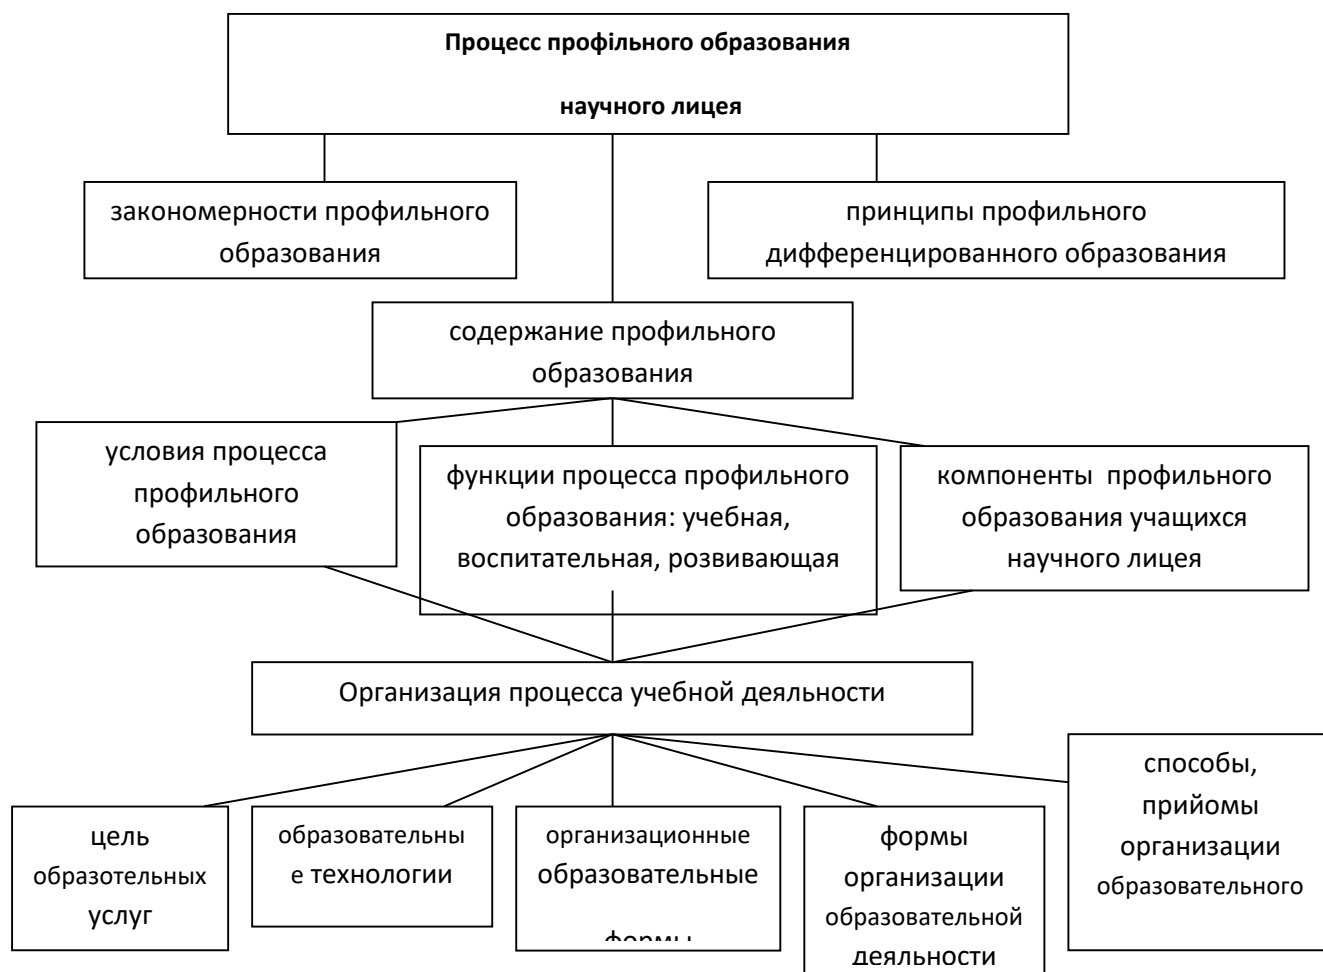 Процесс профільного образования
научного лицея
закономерности профильного
образования
принципы профильного
дифференцированного образования
содержание профильного
образования
условия процесса
профильного
образования
функции процесса профильного
образования: учебная,
воспитательная, розвивающая
компоненты профильного
образования учащихся
научного лицея
Организация процесса учебной деяльности
цель
образотельных
услуг
образовательны
е технологии
организационные
образовательные
формы
формы
организации
образовательной
деяльности
способы,
прийомы
организации
образовательного